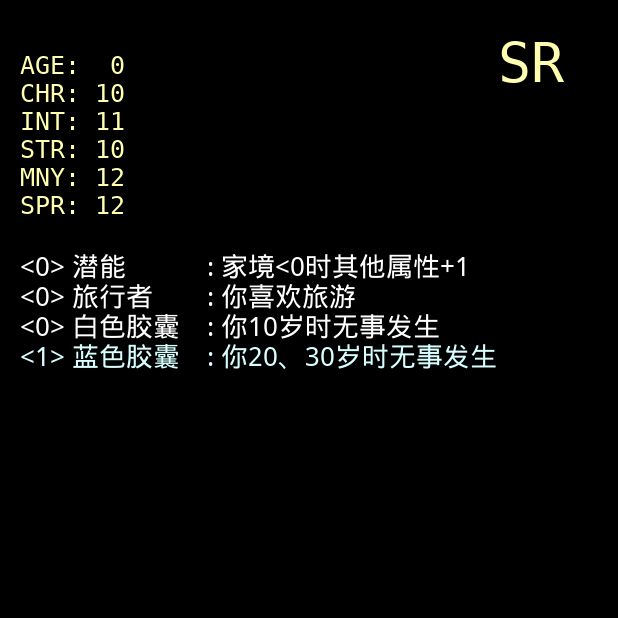 SR
AGE:  0
CHR: 10
INT: 11
STR: 10
MNY: 12
SPR: 12
<0> 潜能 : 家境<0时其他属性+1
<0> 旅行者 : 你喜欢旅游
<0> 白色胶囊 : 你10岁时无事发生
<1> 蓝色胶囊 : 你20、30岁时无事发生